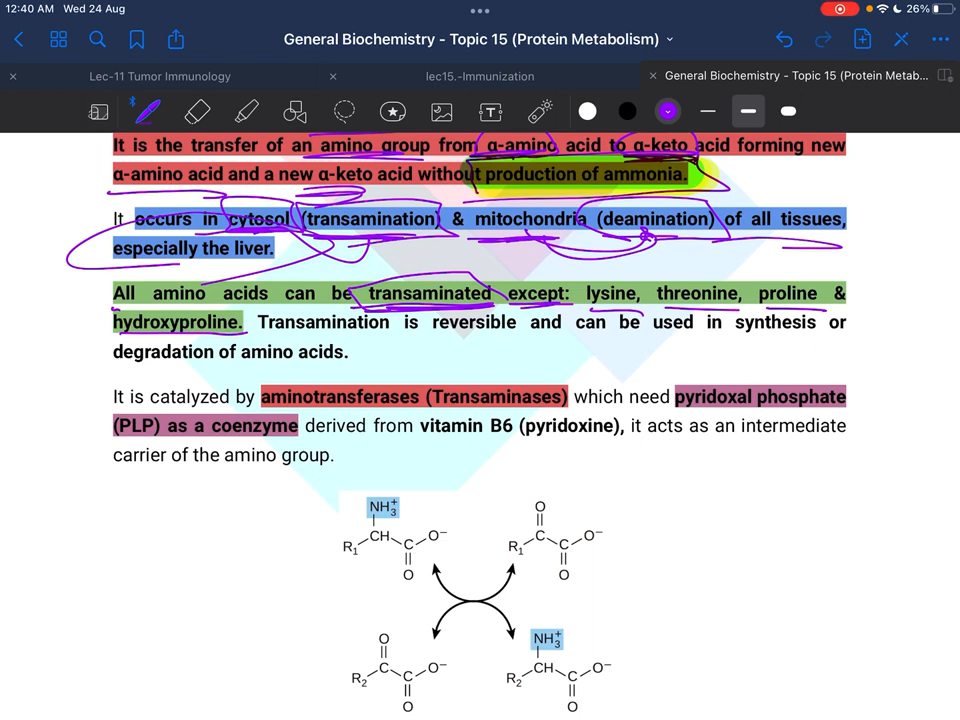 12:40 AM Wed 24 Aug
26%
General Biochemistry - Topic 15 (Protein Metabolism)
Lec-11 Tumor Immunology
lec15.-Immunization
General Biochemistry - Topic 15 (Protein Metab...
It is the transfer of an amino group from α-amino acid to α-keto acid forming new
α-amino acid and a new α-keto acid without production of ammonia.
It occurs in cytosol (transamination) & mitochondria (deamination) of all tissues,
especially the liver.
All amino acids can be transaminated except: lysine, threonine, proline &
hydroxyproline. Transamination is reversible and can be used in synthesis or
degradation of amino acids.
It is catalyzed by aminotransferases (Transaminases) which need pyridoxal phosphate
(PLP) as a coenzyme derived from vitamin B6 (pyridoxine), it acts as an intermediate
carrier of the amino group.
NH3+ O
CH C O− C C O−
R1 R1
O O
O NH3+
C C O− CH C O−
R2 R2
O O